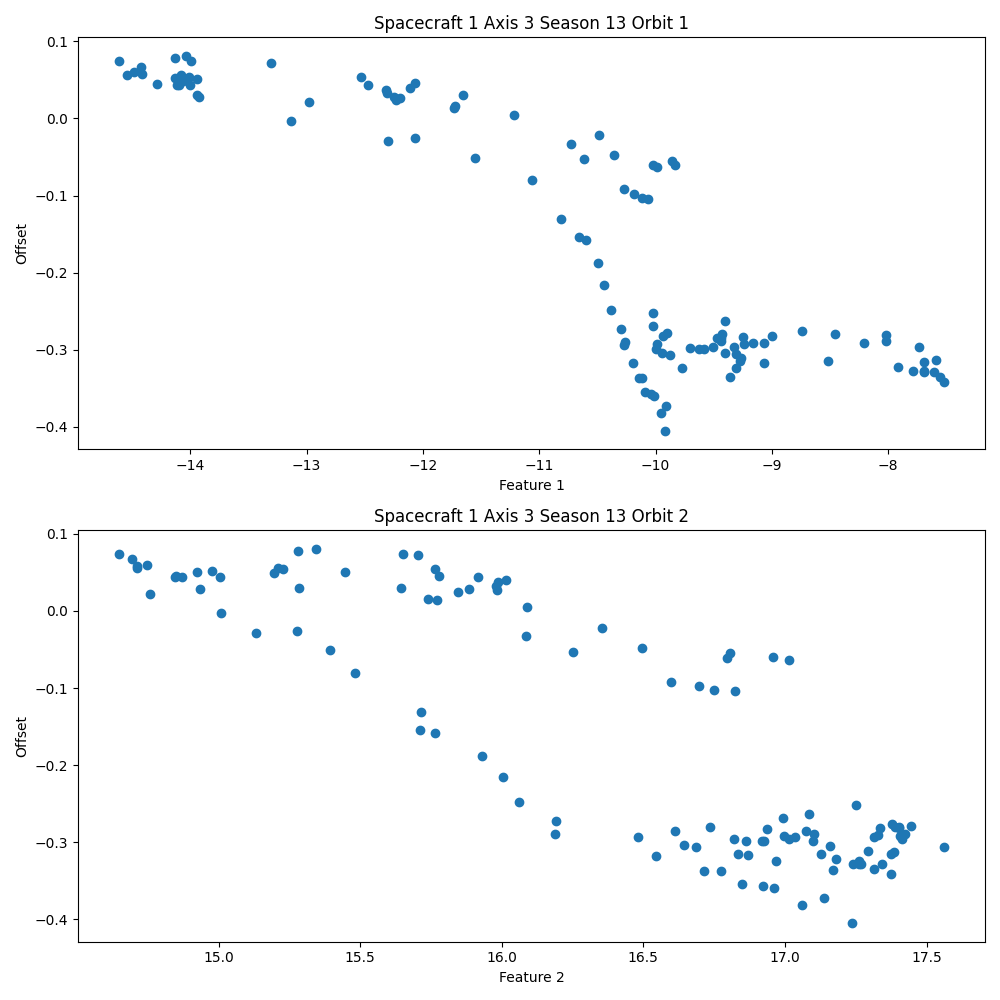 Spacecraft 1 Axis 3 Season 13 Orbit 1
0.1
0.0
−0.1
−0.2
−0.3
−0.4
Offset
−14 −13 −12 −11 −10 −9 −8
Feature 1
Spacecraft 1 Axis 3 Season 13 Orbit 2
0.1
0.0
−0.1
−0.2
−0.3
−0.4
Offset
15.0 15.5 16.0 16.5 17.0 17.5
Feature 2